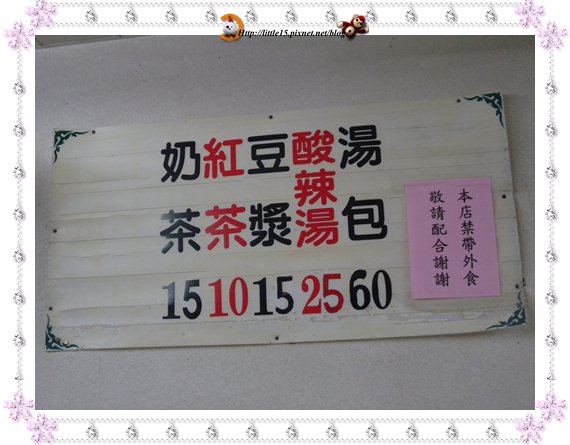 Http://little15.pixnet.net/blog
奶茶 15
紅茶 10
豆漿 15
酸辣湯 25
湯包 60
本店禁帶外食
敬請配合謝謝